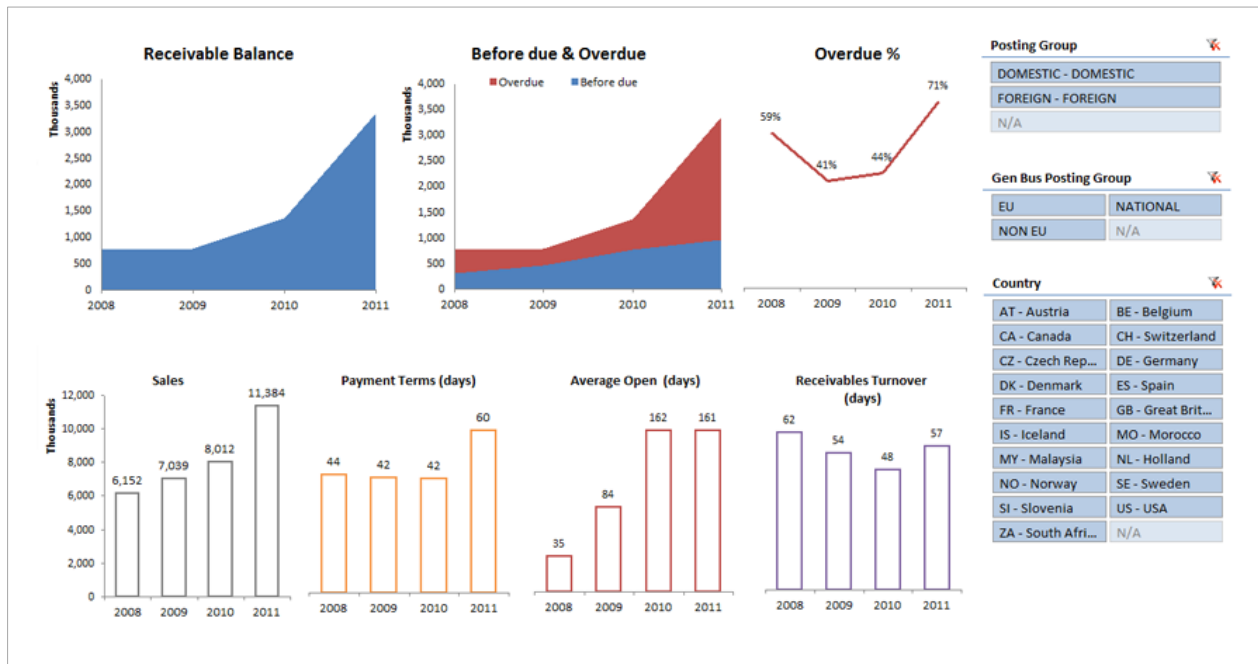 Receivable Balance
Thousands
4,000
3,500
3,000
2,500
2,000
1,500
1,000
500
0
2008 2009 2010 2011
Before due & Overdue
Overdue Before due
Thousands
4,000
3,500
3,000
2,500
2,000
1,500
1,000
500
0
2008 2009 2010 2011
Overdue %
59%
41%
44%
71%
2008 2009 2010 2011
Posting Group
DOMESTIC - DOMESTIC
FOREIGN - FOREIGN
N/A
Gen Bus Posting Group
EU NATIONAL
NON EU N/A
Country
AT - Austria BE - Belgium
CA - Canada CH - Switzerland
CZ - Czech Rep... DE - Germany
DK - Denmark ES - Spain
FR - France GB - Great Brit...
IS - Iceland MO - Morocco
MY - Malaysia NL - Holland
NO - Norway SE - Sweden
SI - Slovenia US - USA
ZA - South Afri... N/A
Sales
Thousands
12,000
10,000
8,000
6,000
4,000
2,000
0
6,152 7,039 8,012 11,384
2008 2009 2010 2011
Payment Terms (days)
44 42 42 60
2008 2009 2010 2011
Average Open (days)
35 84 162 161
2008 2009 2010 2011
Receivables Turnover
(days)
62 54 48 57
2008 2009 2010 2011